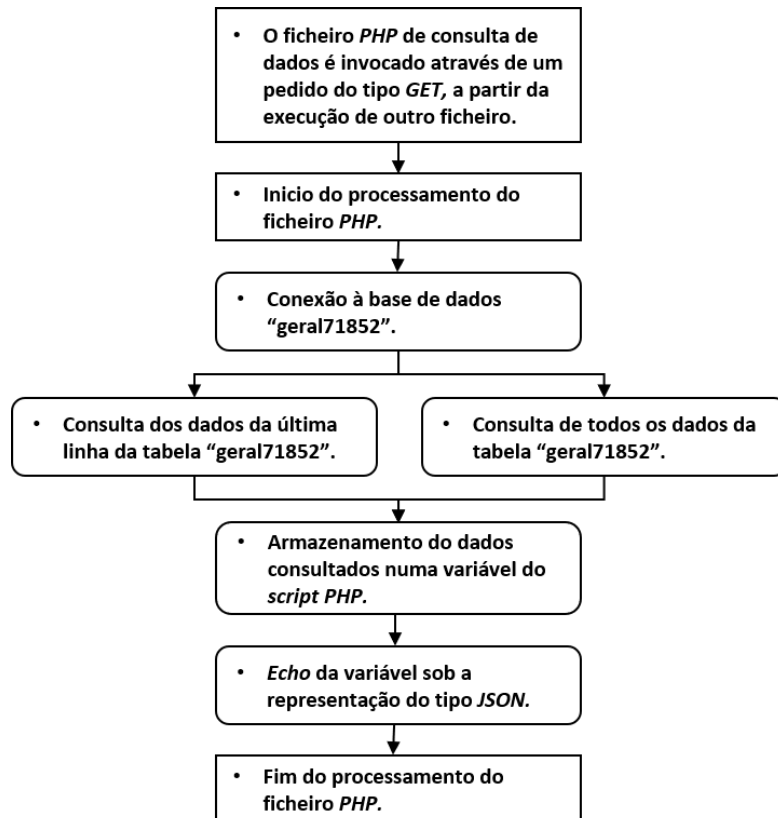 • O ficheiro PHP de consulta de
dados é invocado através de um
pedido do tipo GET, a partir da
execução de outro ficheiro.
• Inicio do processamento do
ficheiro PHP.
• Conexão à base de dados
“geral71852”.
• Consulta dos dados da última
linha da tabela “geral71852”.
• Consulta de todos os dados da
tabela “geral71852”.
• Armazenamento do dados
consultados numa variável do
script PHP.
• Echo da variável sob a
representação do tipo JSON.
• Fim do processamento do
ficheiro PHP.